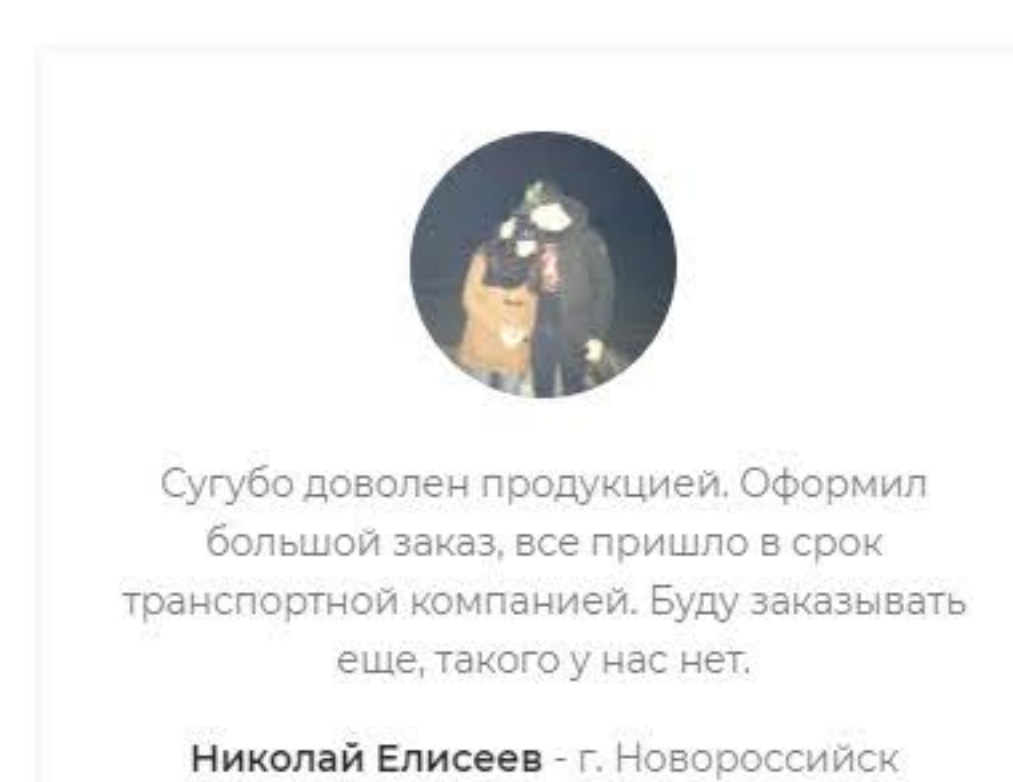 Сугубо доволен продукцией. Оформил
большой заказ, все пришло в срок
транспортной компанией. Буду заказывать
еще, такого у нас нет.
Николай Елисеев - г. Новороссийск